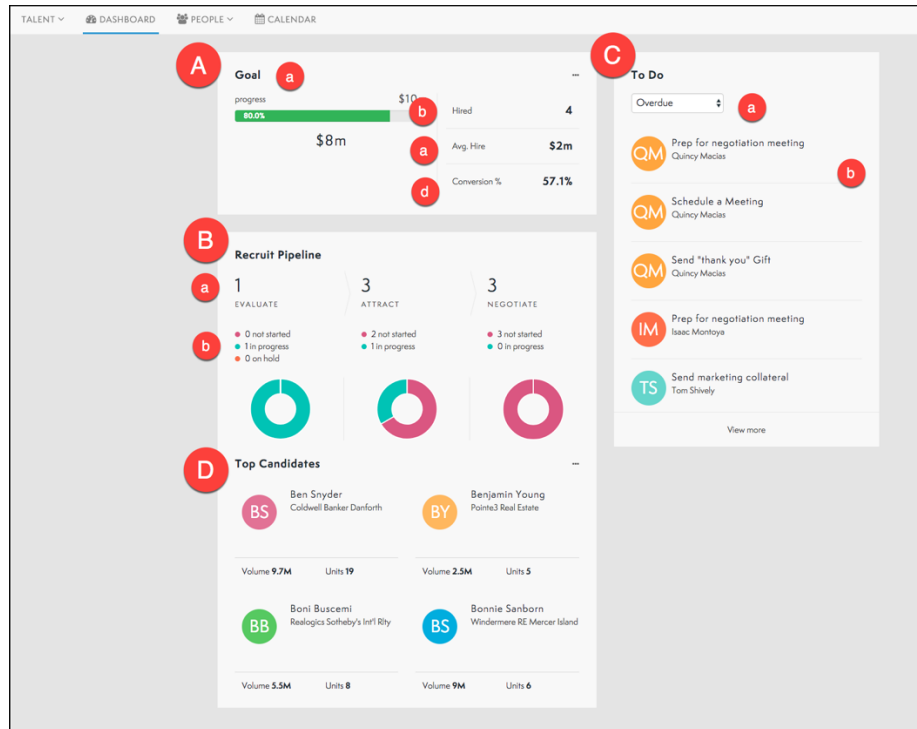 TALENT DASHBOARD PEOPLE CALENDAR
A
Goal a
progress $10
80.0%
$8m
b Hired 4
a Avg. Hire $2m
d Conversion % 57.1%
B
Recruit Pipeline
a 1 3 3
EVALUATE ATTRACT NEGOTIATE
b
0 not started 2 not started 3 not started
1 in progress 1 in progress 0 in progress
0 on hold
D
Top Candidates
BS Ben Snyder
Coldwell Banker Danforth
BY Benjamin Young
Pointe3 Real Estate
Volume 9.7M Units 19 Volume 2.5M Units 5
BB Boni Buscemi
Realogics Sotheby's Int'l Rlty
BS Bonnie Sanborn
Windermere RE Mercer Island
Volume 5.5M Units 8 Volume 9M Units 6
C
To Do
Overdue a
QM Prep for negotiation meeting
Quincy Macias
b
QM Schedule a Meeting
Quincy Macias
QM Send "thank you" Gift
Quincy Macias
IM Prep for negotiation meeting
Isaac Montoya
TS Send marketing collateral
Tom Shively
View more